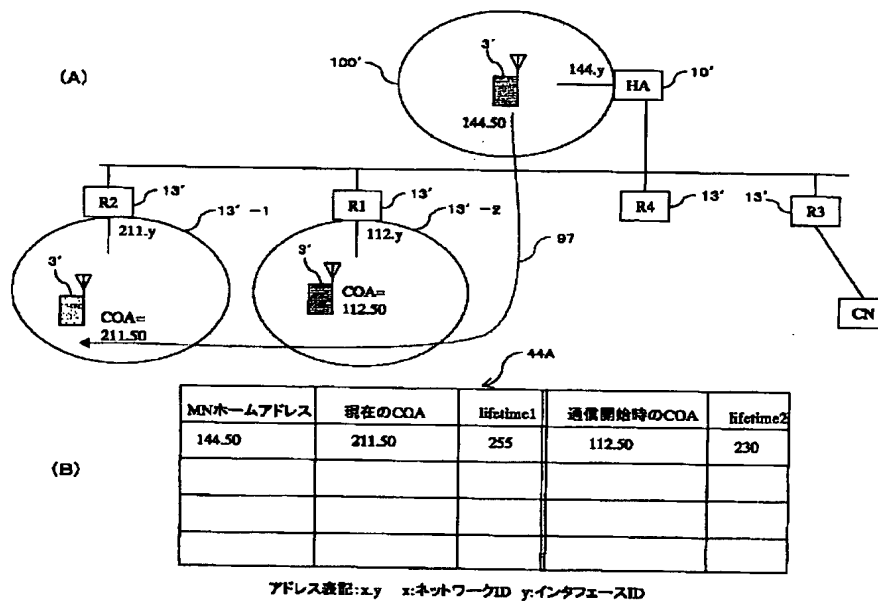 (A)
100'
3'
144.y
HA
10'
144.50
R2
13'
13'-1
R1
13'
13'-2
R4
13'
13'
R3
211.y
112.y
3'
COA=
211.50
3'
COA=
112.50
97
CN
44A
(B)
MNホームアドレス 現在のCOA lifetime1 通信開始時のCOA lifetime2
144.50 211.50 255 112.50 230
アドレス表記:x.y x:ネットワークID y:インタフェースID